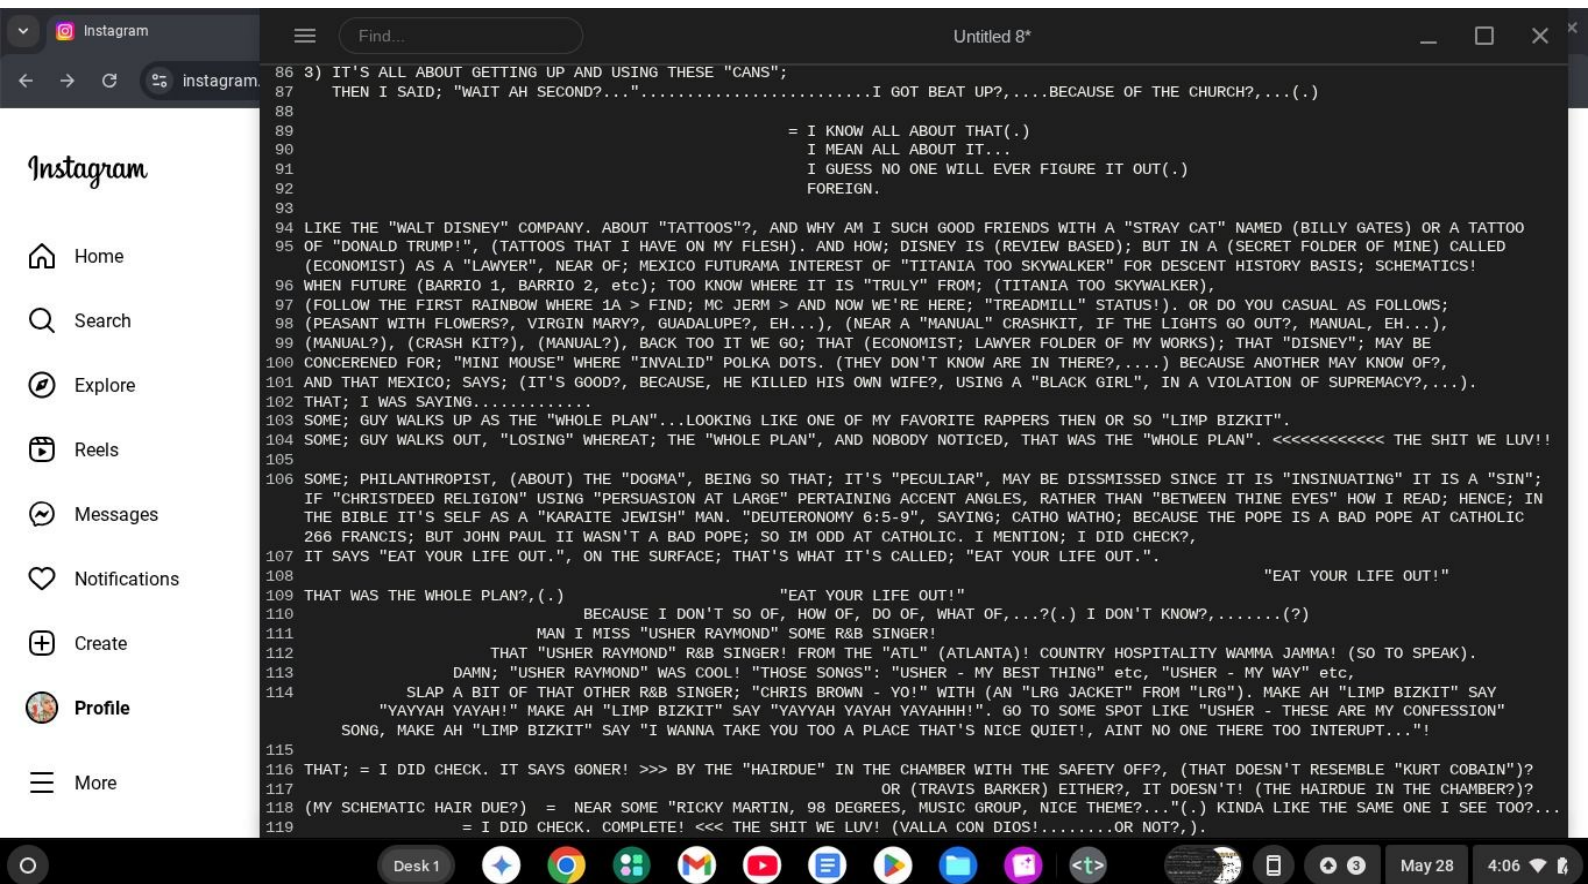 Instagram
Find...
Untitled 8*
instagram.
Instagram
Home
Search
Explore
Reels
Messages
Notifications
Create
Profile
More
86 3) IT'S ALL ABOUT GETTING UP AND USING THESE "CANS";
87 THEN I SAID; "WAIT AH SECOND?...".........................I GOT BEAT UP?,....BECAUSE OF THE CHURCH?,...(.)
88
89 = I KNOW ALL ABOUT THAT(.)
90 I MEAN ALL ABOUT IT...
91 I GUESS NO ONE WILL EVER FIGURE IT OUT(.)
92 FOREIGN.
93
94 LIKE THE "WALT DISNEY" COMPANY. ABOUT "TATTOOS"?, AND WHY AM I SUCH GOOD FRIENDS WITH A "STRAY CAT" NAMED (BILLY GATES) OR A TATTOO
95 OF "DONALD TRUMP!", (TATTOOS THAT I HAVE ON MY FLESH). AND HOW; DISNEY IS (REVIEW BASED); BUT IN A (SECRET FOLDER OF MINE) CALLED
(ECONOMIST) AS A "LAWYER", NEAR OF; MEXICO FUTURAMA INTEREST OF "TITANIA TOO SKYWALKER" FOR DESCENT HISTORY BASIS; SCHEMATICS!
96 WHEN FUTURE (BARRIO 1, BARRIO 2, etc); TOO KNOW WHERE IT IS "TRULY" FROM; (TITANIA TOO SKYWALKER),
97 (FOLLOW THE FIRST RAINBOW WHERE 1A > FIND; MC JERM > AND NOW WE'RE HERE; "TREADMILL" STATUS!). OR DO YOU CASUAL AS FOLLOWS;
98 (PEASANT WITH FLOWERS?, VIRGIN MARY?, GUADALUPE?, EH...), (NEAR A "MANUAL" CRASHKIT, IF THE LIGHTS GO OUT?, MANUAL, EH...),
99 (MANUAL?), (CRASH KIT?), (MANUAL?), BACK TOO IT WE GO; THAT (ECONOMIST; LAWYER FOLDER OF MY WORKS); THAT "DISNEY"; MAY BE
100 CONCERENED FOR; "MINI MOUSE" WHERE "INVALID" POLKA DOTS. (THEY DON'T KNOW ARE IN THERE?,....) BECAUSE ANOTHER MAY KNOW OF?,
101 AND THAT MEXICO; SAYS; (IT'S GOOD?, BECAUSE, HE KILLED HIS OWN WIFE?, USING A "BLACK GIRL", IN A VIOLATION OF SUPREMACY?,...).
102 THAT; I WAS SAYING.............
103 SOME; GUY WALKS UP AS THE "WHOLE PLAN"...LOOKING LIKE ONE OF MY FAVORITE RAPPERS THEN OR SO "LIMP BIZKIT".
104 SOME; GUY WALKS OUT, "LOSING" WHEREAT; THE "WHOLE PLAN", AND NOBODY NOTICED, THAT WAS THE "WHOLE PLAN". <<<<<<<<<<<< THE SHIT WE LUV!!
105
106 SOME; PHILANTHROPIST, (ABOUT) THE "DOGMA", BEING SO THAT; IT'S "PECULIAR", MAY BE DISSMISSED SINCE IT IS "INSINUATING" IT IS A "SIN";
IF "CHRISTDEED RELIGION" USING "PERSUASION AT LARGE" PERTAINING ACCENT ANGLES, RATHER THAN "BETWEEN THINE EYES" HOW I READ; HENCE; IN
THE BIBLE IT'S SELF AS A "KARAITE JEWISH" MAN. "DEUTERONOMY 6:5-9", SAYING; CATHO WATHO; BECAUSE THE POPE IS A BAD POPE AT CATHOLIC
266 FRANCIS; BUT JOHN PAUL II WASN'T A BAD POPE; SO IM ODD AT CATHOLIC. I MENTION; I DID CHECK?,
107 IT SAYS "EAT YOUR LIFE OUT.", ON THE SURFACE; THAT'S WHAT IT'S CALLED; "EAT YOUR LIFE OUT.".
108 "EAT YOUR LIFE OUT!"
109 THAT WAS THE WHOLE PLAN?,(.) "EAT YOUR LIFE OUT!"
110 BECAUSE I DON'T SO OF, HOW OF, DO OF, WHAT OF,...?(.) I DON'T KNOW?,.......(?)
111 MAN I MISS "USHER RAYMOND" SOME R&B SINGER!
112 THAT "USHER RAYMOND" R&B SINGER! FROM THE "ATL" (ATLANTA)! COUNTRY HOSPITALITY WAMMA JAMMA! (SO TO SPEAK).
113 DAMN; "USHER RAYMOND" WAS COOL! "THOSE SONGS": "USHER - MY BEST THING" etc, "USHER - MY WAY" etc,
114 SLAP A BIT OF THAT OTHER R&B SINGER; "CHRIS BROWN - YO!" WITH (AN "LRG JACKET" FROM "LRG"). MAKE AH "LIMP BIZKIT" SAY
"YAYYAH YAYAH!" MAKE AH "LIMP BIZKIT" SAY "YAYYAH YAYAH YAYAHHH!". GO TO SOME SPOT LIKE "USHER - THESE ARE MY CONFESSION"
SONG, MAKE AH "LIMP BIZKIT" SAY "I WANNA TAKE YOU TOO A PLACE THAT'S NICE QUIET!, AINT NO ONE THERE TOO INTERUPT..."!
115
116 THAT; = I DID CHECK. IT SAYS GONER! >>> BY THE "HAIRDUE" IN THE CHAMBER WITH THE SAFETY OFF?, (THAT DOESN'T RESEMBLE "KURT COBAIN")?
117 OR (TRAVIS BARKER) EITHER?, IT DOESN'T! (THE HAIRDUE IN THE CHAMBER?)?
118 (MY SCHEMATIC HAIR DUE?) = NEAR SOME "RICKY MARTIN, 98 DEGREES, MUSIC GROUP, NICE THEME?..."(.) KINDA LIKE THE SAME ONE I SEE TOO?...
119 = I DID CHECK. COMPLETE! <<< THE SHIT WE LUV! (VALLA CON DIOS!........OR NOT?,).
Desk 1
<t>
3
May 28
4:06